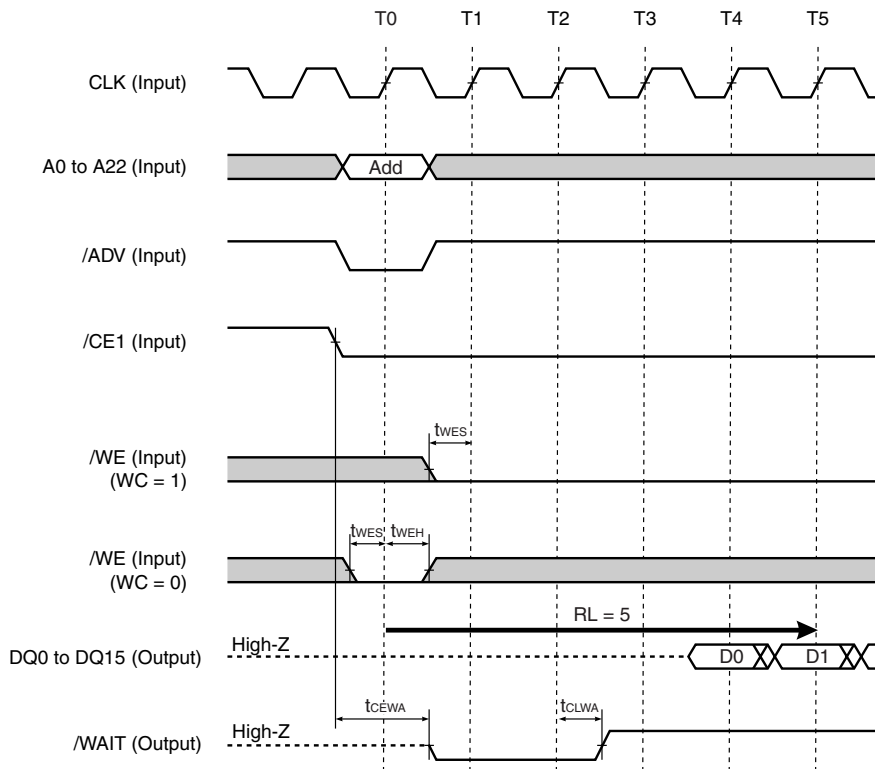 T0 T1 T2 T3 T4 T5
CLK (Input)
A0 to A22 (Input) Add
/ADV (Input)
/CE1 (Input)
tWES
/WE (Input)
(WC = 1)
tWES tWEH
/WE (Input)
(WC = 0)
RL = 5
DQ0 to DQ15 (Output) High-Z D0 D1
tCEWA tCLWA
/WAIT (Output) High-Z